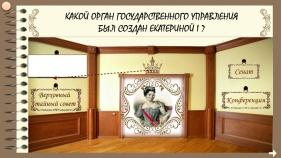 КАКОЙ ОРГАН ГОСУДАРСТВЕННОГО УПРАВЛЕНИЯ
БЫЛ СОЗДАН ЕКАТЕРИНОЙ I ?
Сенат
Верховный
тайный совет
Конференция